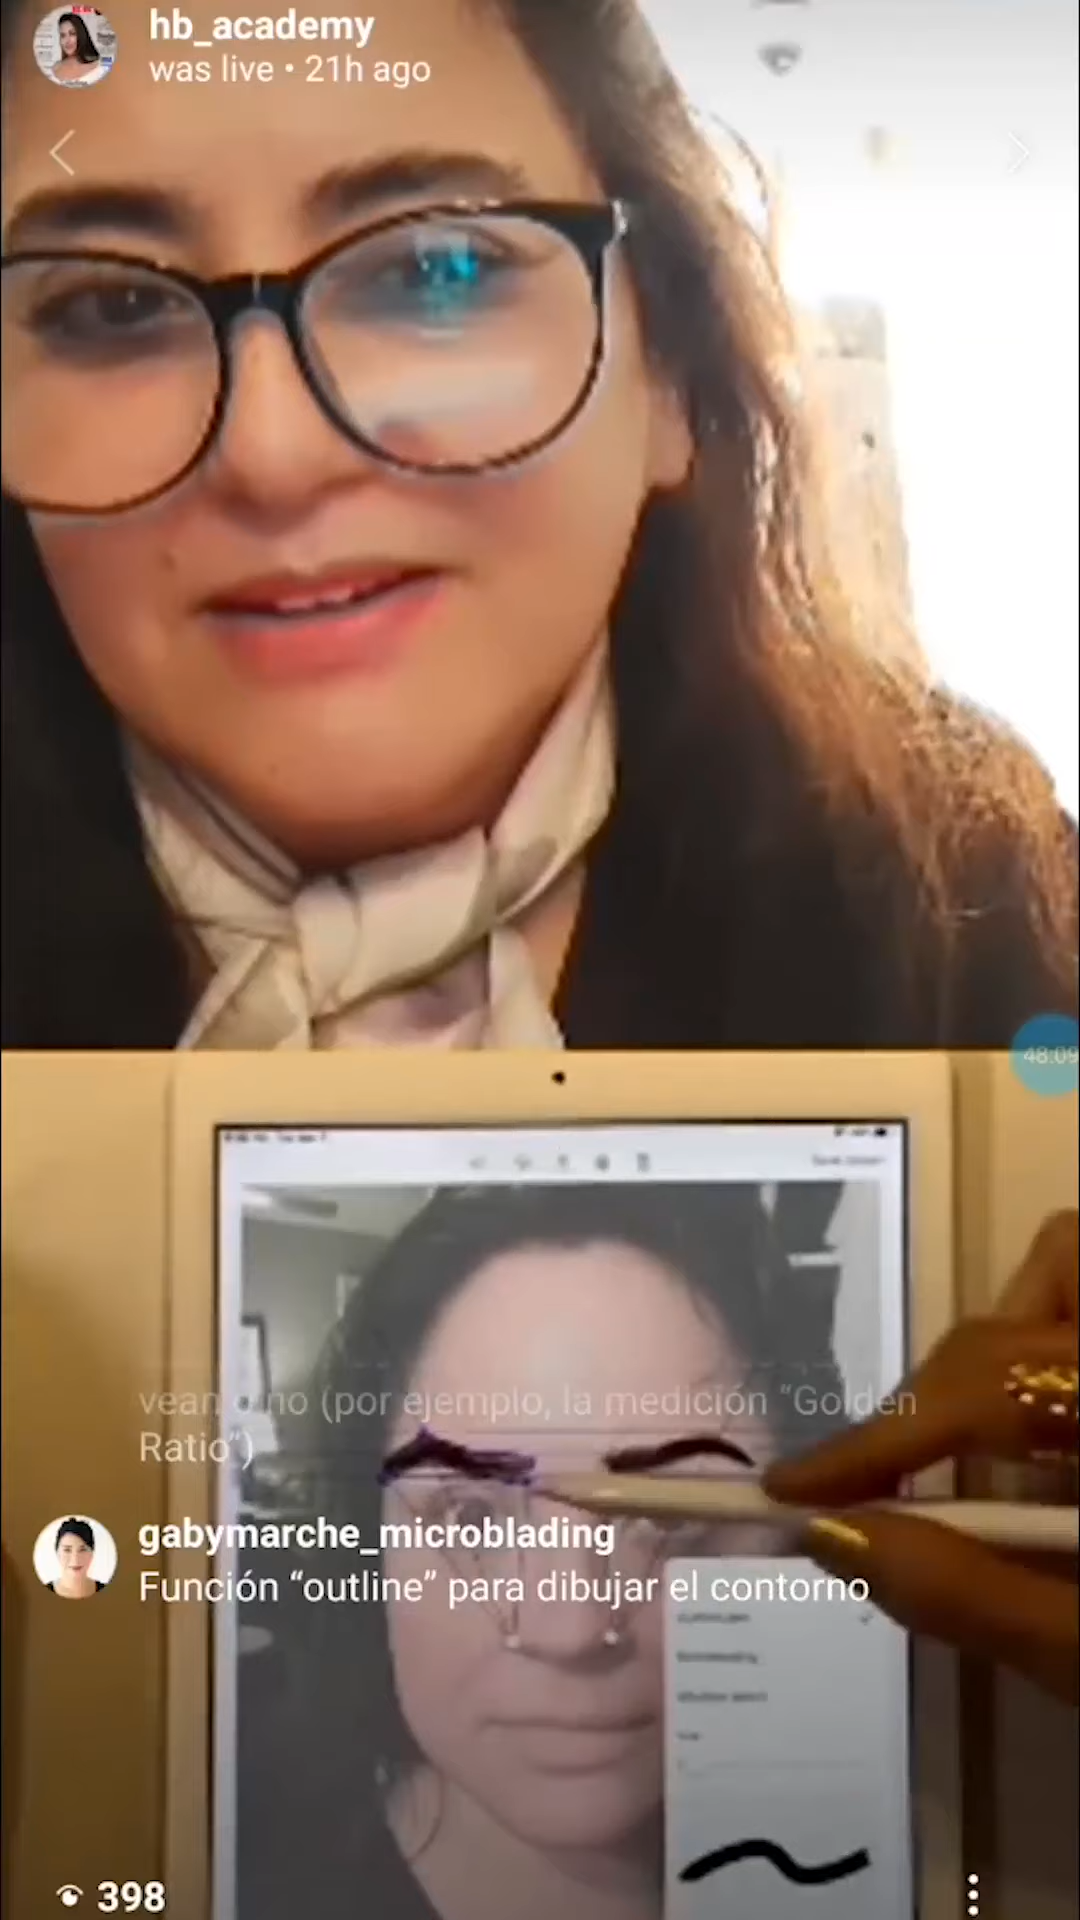 hb_academy
was live • 21h ago
48:09
vean o no (por ejemplo, la medición “Golden
Ratio”)
gabymarche_microblading
Función “outline” para dibujar el contorno
398